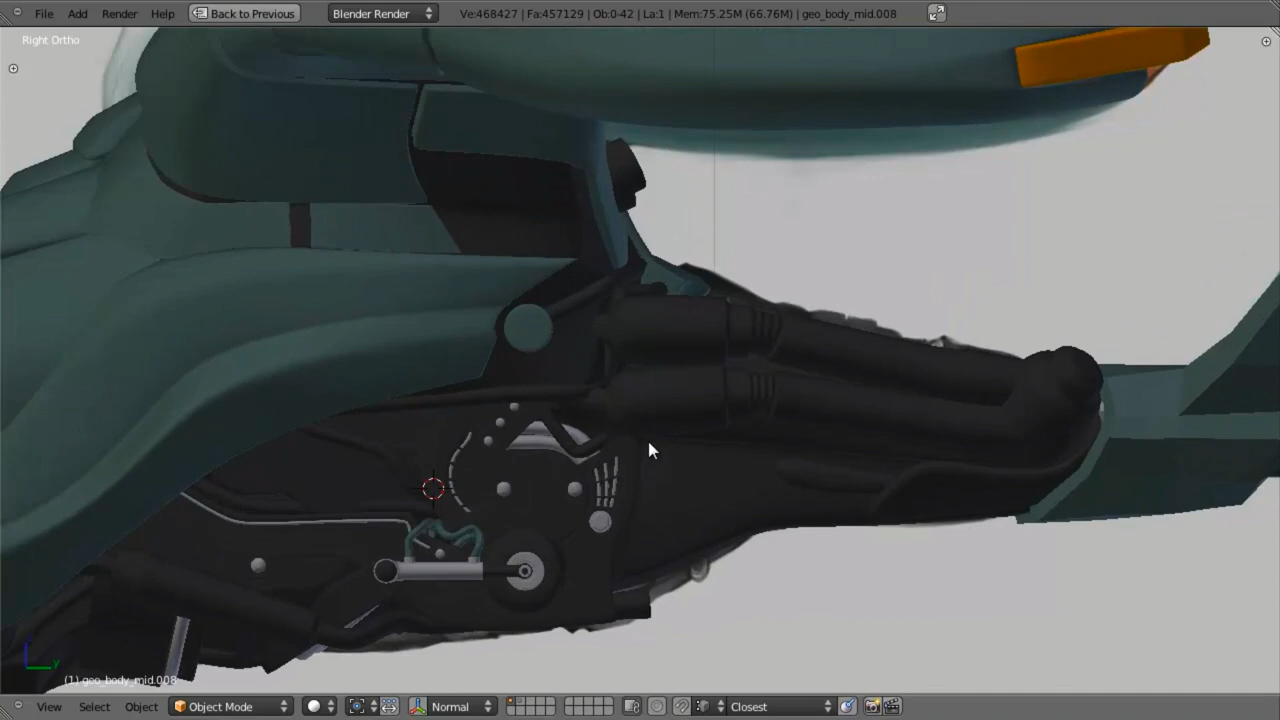 File Add Render Help Back to Previous Blender Render Ve:468427 | Fa:457129 | Ob:0-42 | La:1 | Mem:75.25M (66.76M) | geo_body_mid.008
Right Ortho
y
(1) geo_body_mid.008
View Select Object Object Mode Normal Closest